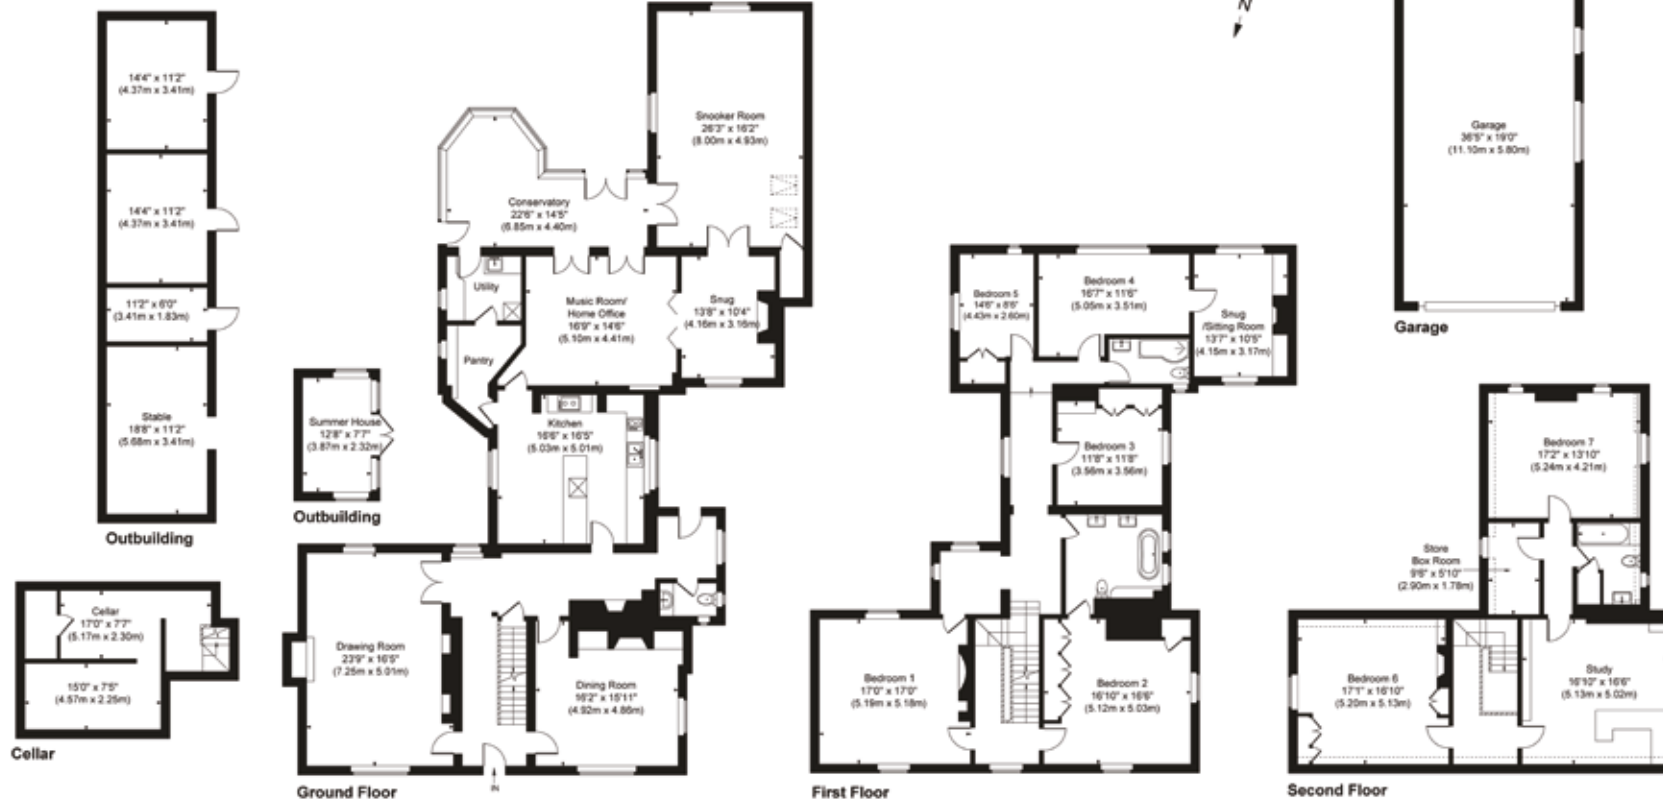 N
14'4" x 11'2"
(4.37m x 3.41m)
14'4" x 11'2"
(4.37m x 3.41m)
11'2" x 6'0"
(3.41m x 1.83m)
Stable
18'8" x 11'2"
(5.68m x 3.41m)
Outbuilding
Summer House
12'8" x 7'7"
(3.87m x 2.32m)
Outbuilding
Cellar
17'0" x 7'7"
(5.17m x 2.30m)
15'0" x 7'5"
(4.57m x 2.25m)
Cellar
Snooker Room
26'3" x 16'2"
(8.00m x 4.93m)
Conservatory
22'6" x 14'5"
(6.85m x 4.40m)
Utility
Music Room/
Home Office
16'9" x 14'6"
(5.10m x 4.41m)
Snug
13'8" x 10'4"
(4.16m x 3.16m)
Pantry
Kitchen
16'6" x 16'5"
(5.03m x 5.01m)
Drawing Room
23'9" x 16'5"
(7.25m x 5.01m)
Dining Room
16'2" x 15'11"
(4.92m x 4.86m)
IN
Ground Floor
Bedroom 5
14'6" x 8'6"
(4.43m x 2.60m)
Bedroom 4
16'7" x 11'6"
(5.05m x 3.51m)
Snug
/Sitting Room
13'7" x 10'5"
(4.15m x 3.17m)
Bedroom 3
11'8" x 11'8"
(3.56m x 3.56m)
Bedroom 1
17'0" x 17'0"
(5.19m x 5.18m)
Bedroom 2
16'10" x 16'6"
(5.12m x 5.03m)
First Floor
Garage
36'5" x 19'0"
(11.10m x 5.80m)
Garage
Bedroom 7
17'2" x 13'10"
(5.24m x 4.21m)
Store
Box Room
9'6" x 5'10"
(2.90m x 1.78m)
Bedroom 6
17'1" x 16'10"
(5.20m x 5.13m)
Study
16'10" x 16'6"
(5.13m x 5.02m)
Second Floor